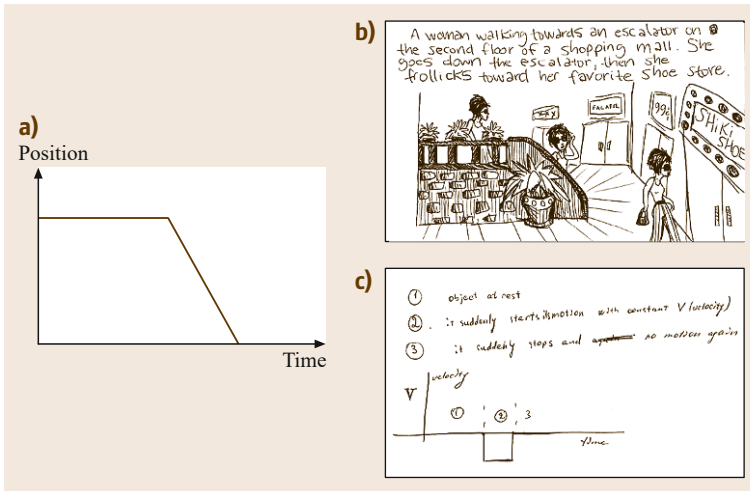 a)
Position
Time
b)
A woman walking towards an escalator on
the second floor of a shopping mall. She
goes down the escalator, then she
frollicks toward her favorite shoe store.
FALAFEL
99¢
SHIKI
SHOE
c)
1 object at rest
2. it suddenly starts its motion with constant V (velocity)
3 it suddenly stops and no motion again
velocity
V
1 2 3
time